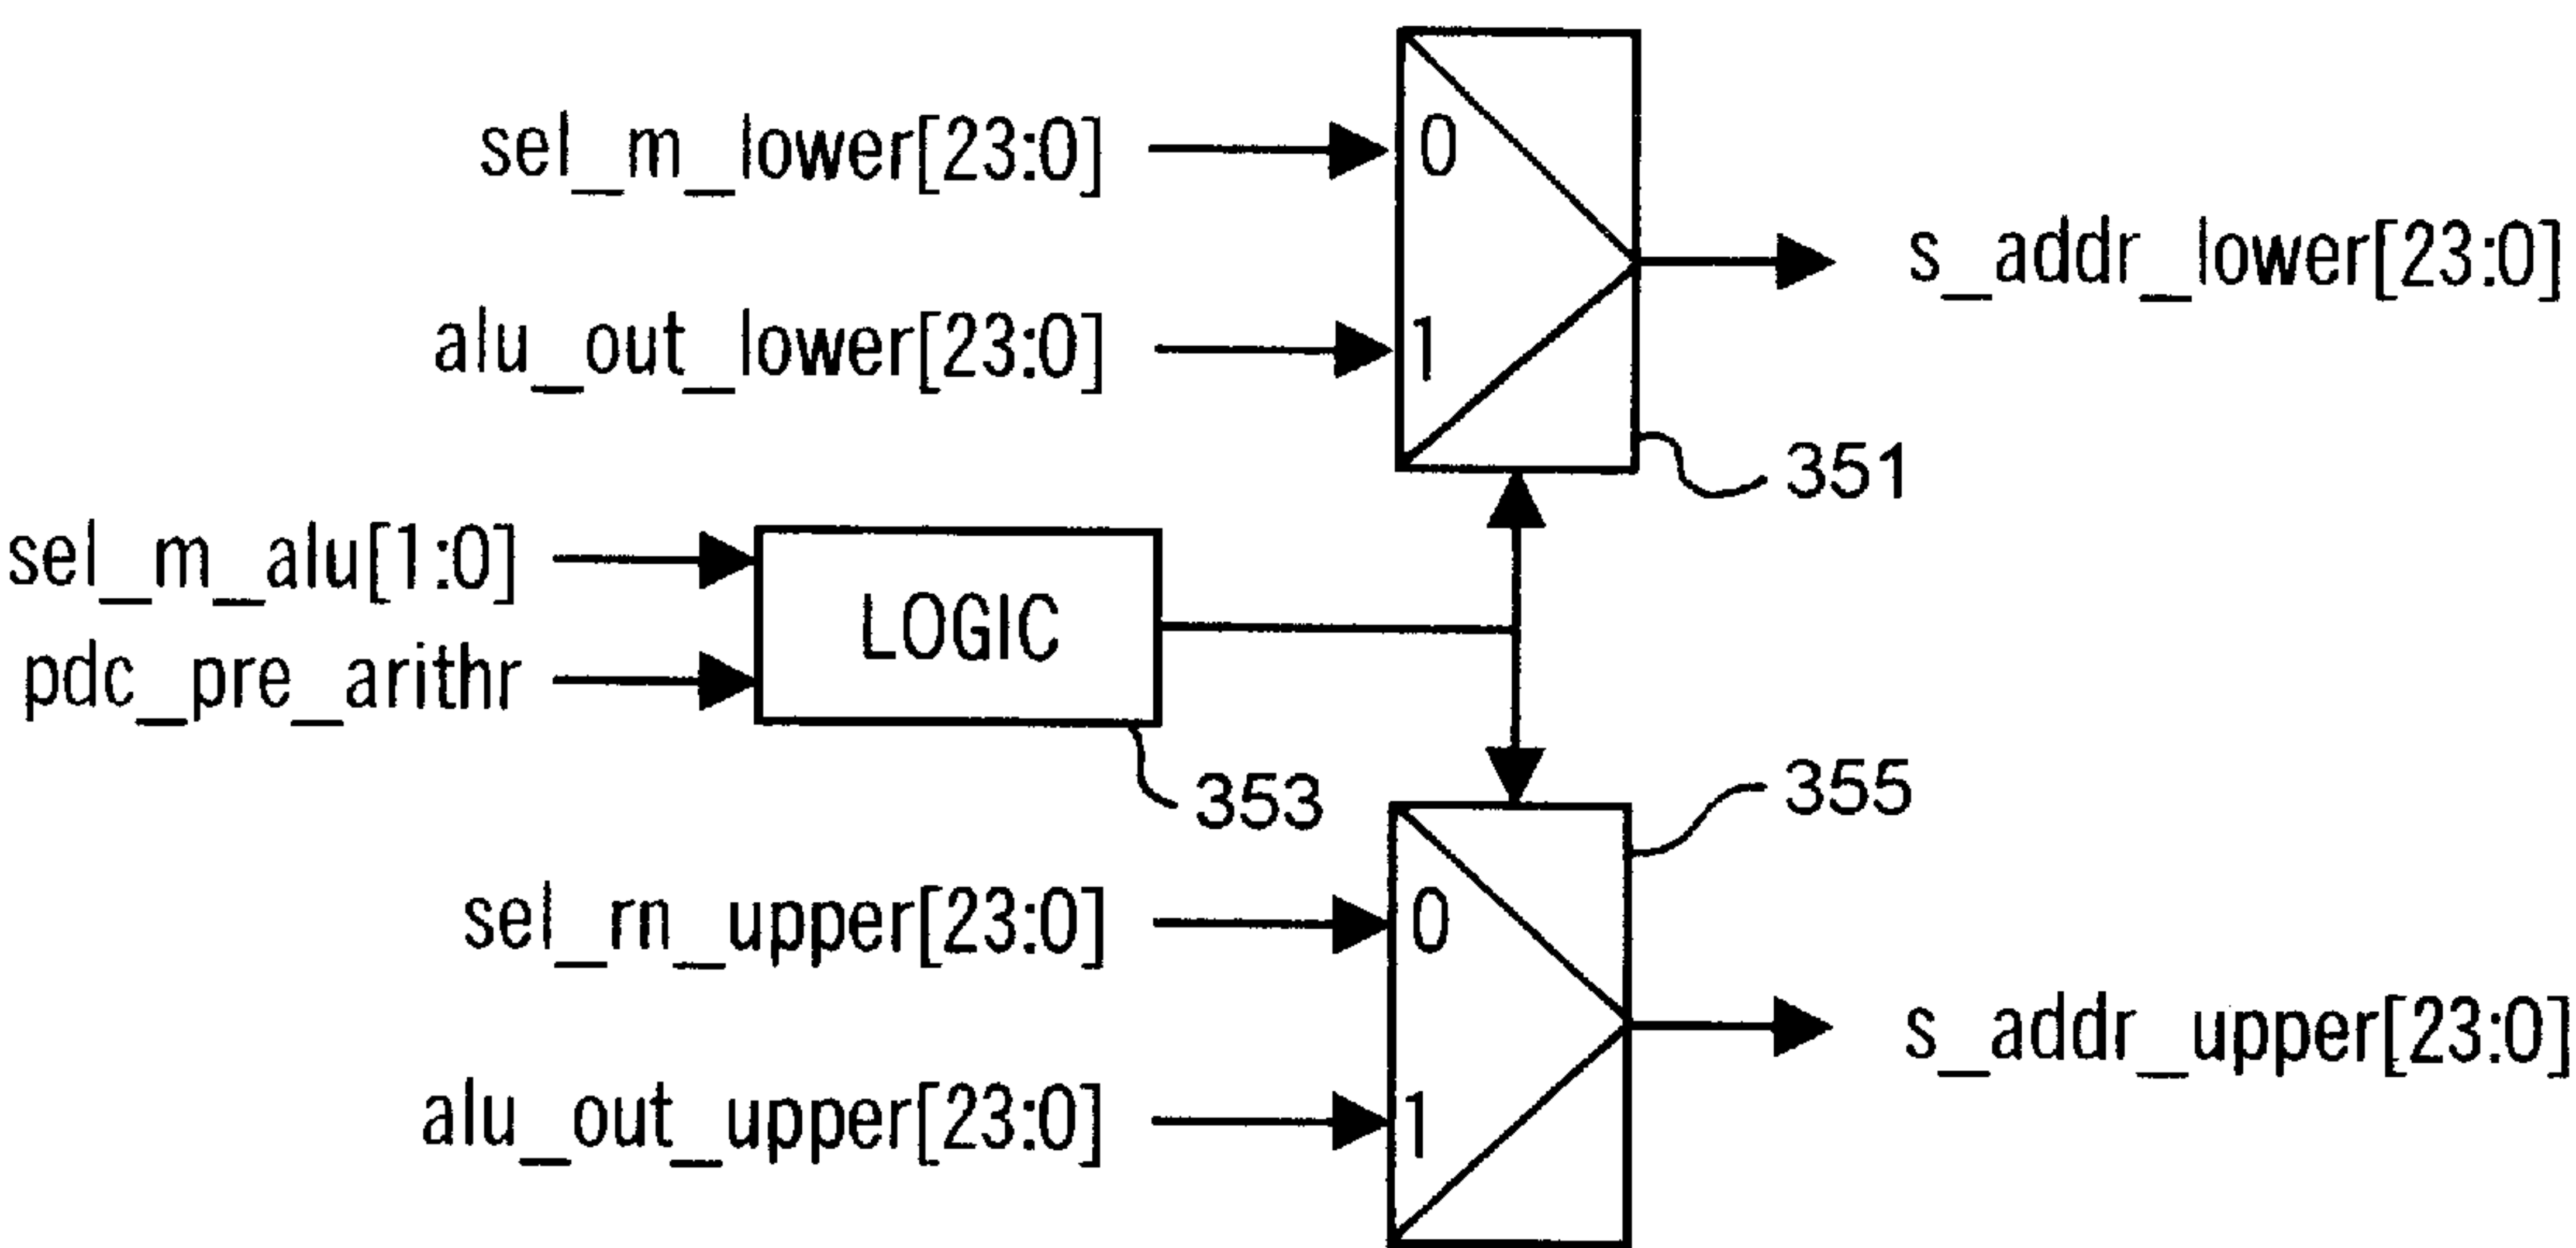 sel_m_lower[23:0]
0
alu_out_lower[23:0]
1
s_addr_lower[23:0]
351
sel_m_alu[1:0]
pdc_pre_arithr
LOGIC
353
355
sel_rn_upper[23:0]
0
alu_out_upper[23:0]
1
s_addr_upper[23:0]